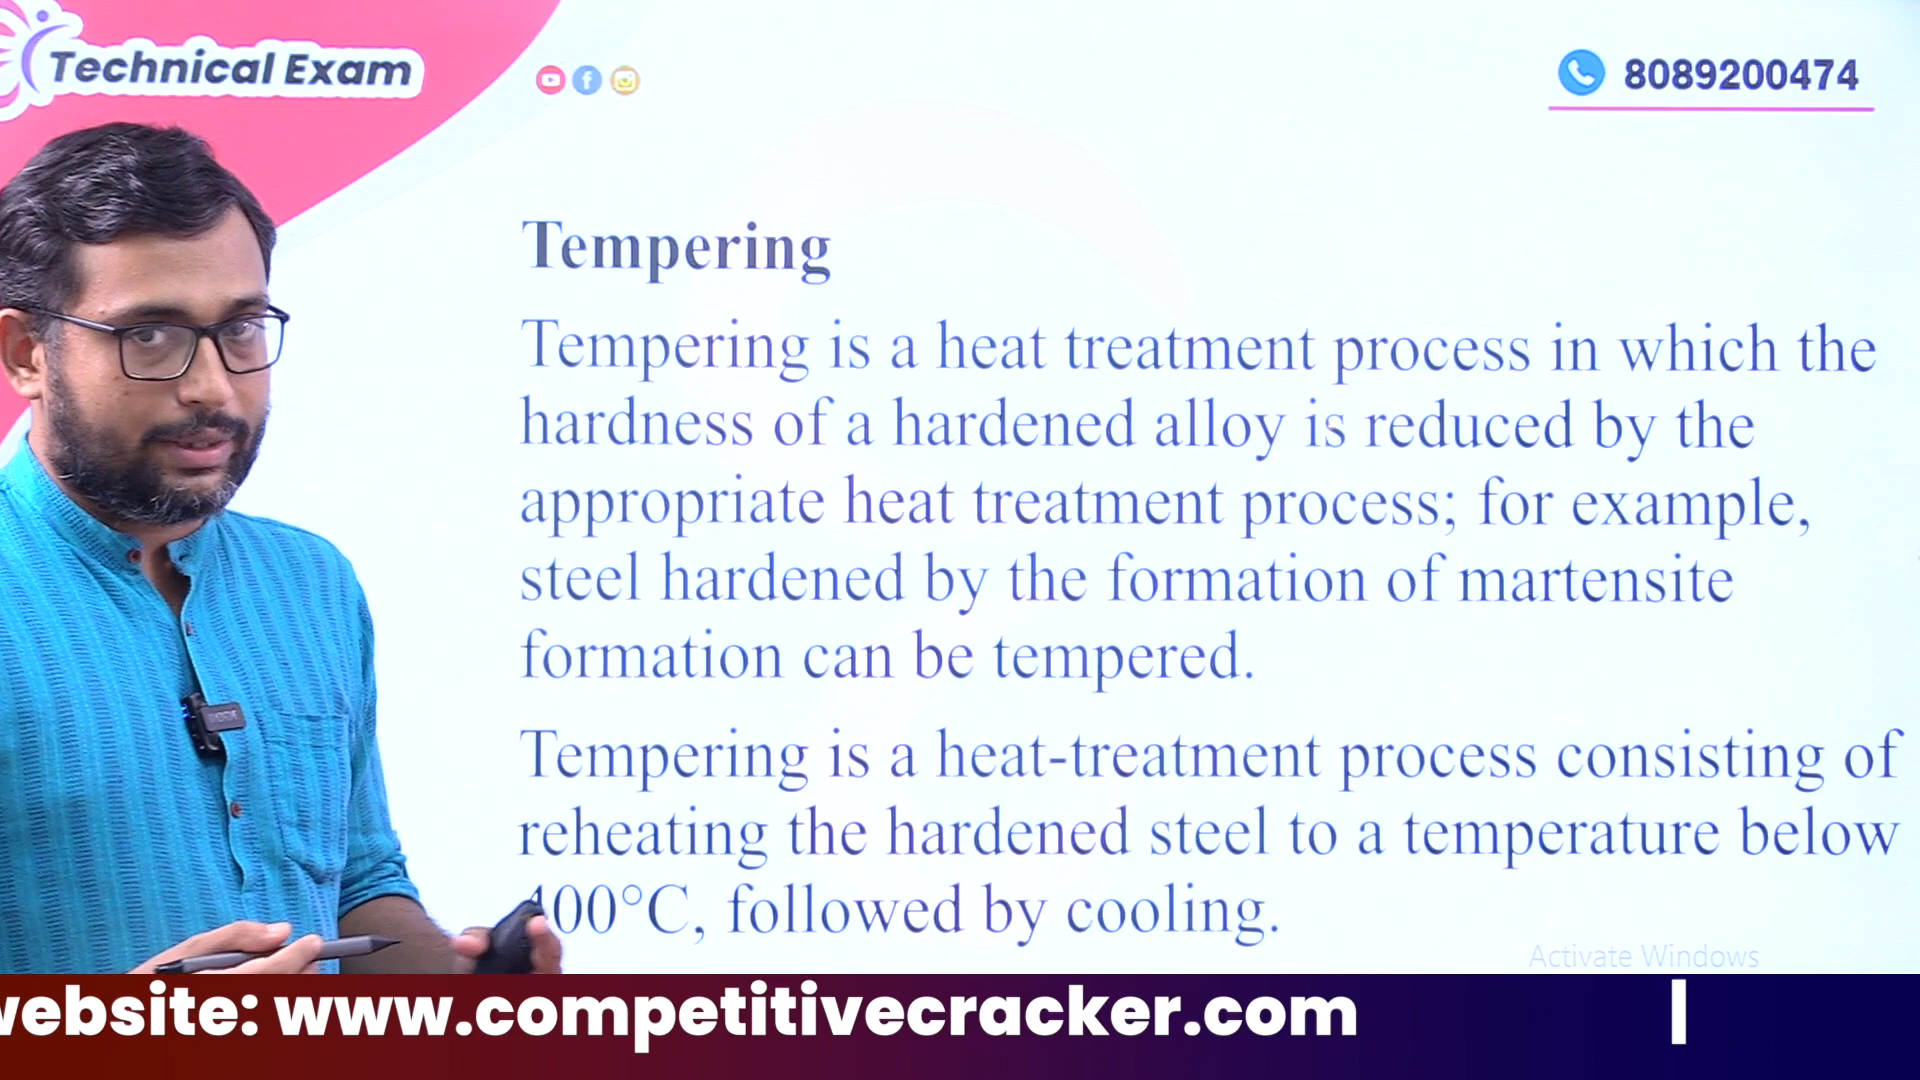 Technical Exam
8089200474
Tempering
Tempering is a heat treatment process in which the
hardness of a hardened alloy is reduced by the
appropriate heat treatment process; for example,
steel hardened by the formation of martensite
formation can be tempered.
Tempering is a heat-treatment process consisting of
reheating the hardened steel to a temperature below
400°C, followed by cooling.
Activate Windows
website: www.competitivecracker.com